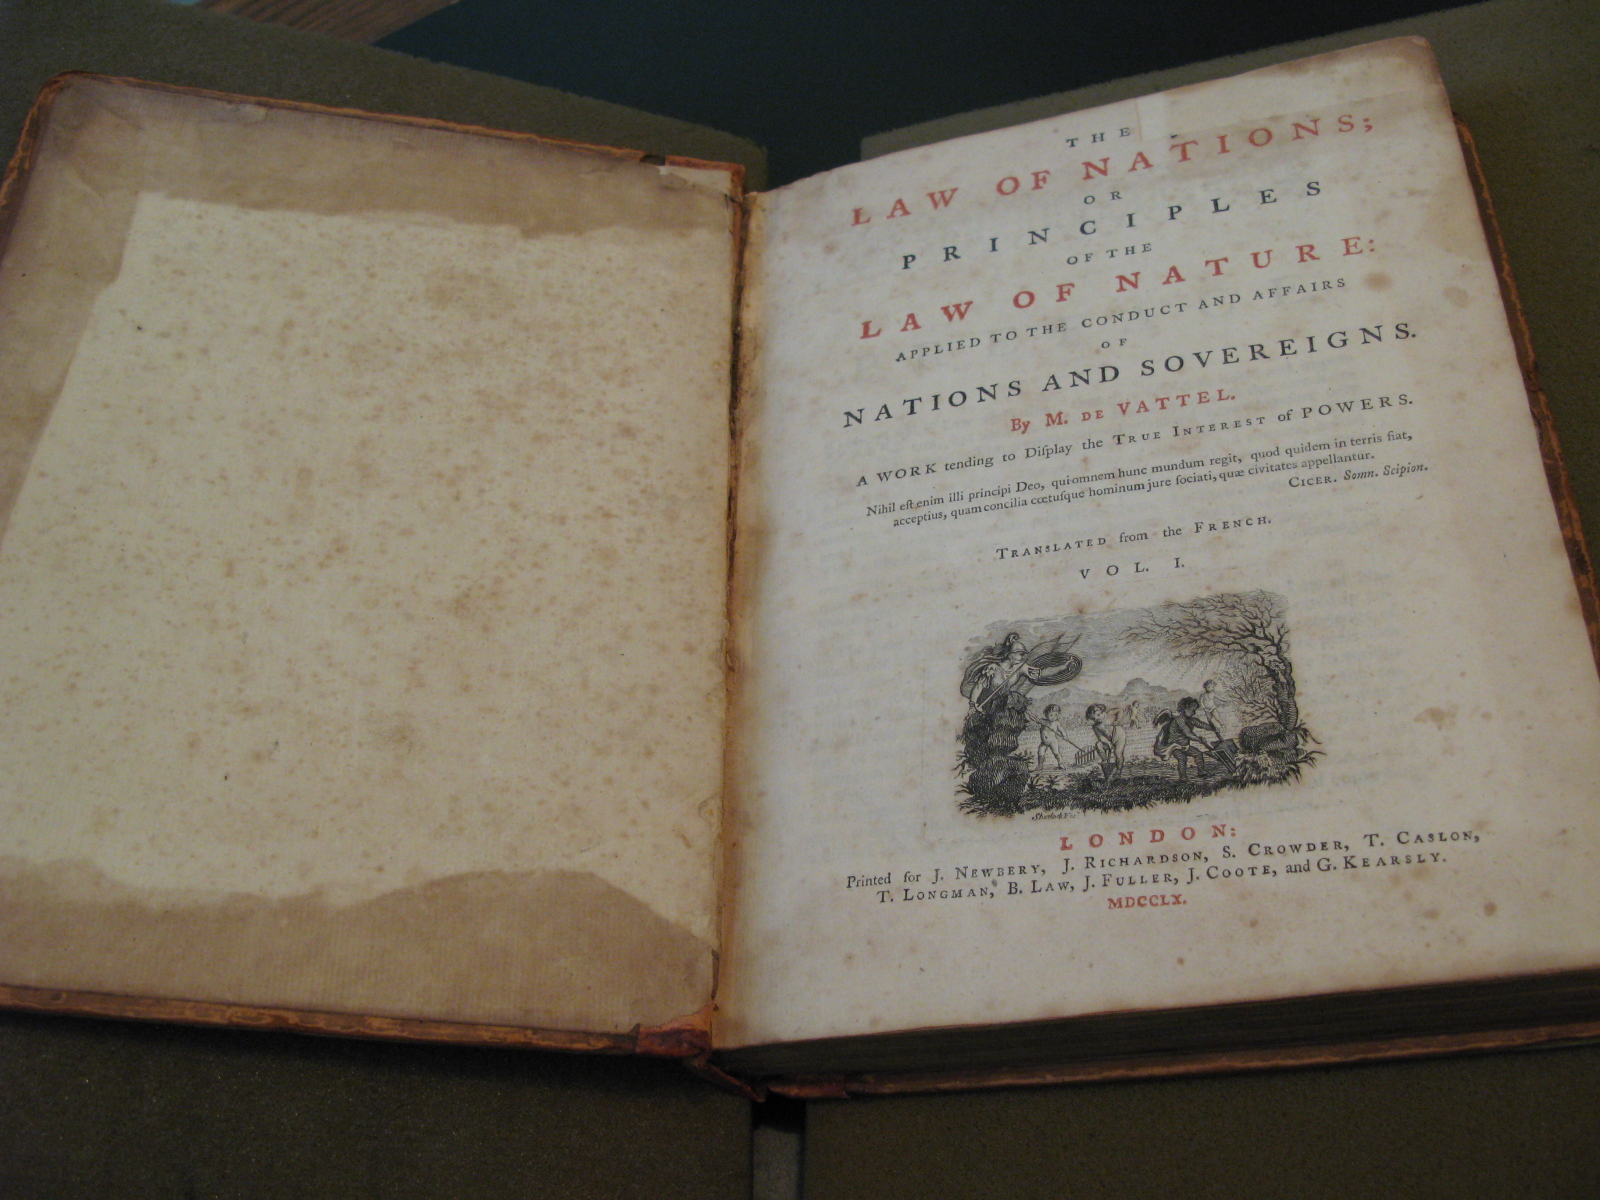 THE
LAW OF NATIONS;
OR
PRINCIPLES
OF THE
LAW OF NATURE:
APPLIED TO THE CONDUCT AND AFFAIRS
OF
NATIONS AND SOVEREIGNS.
By M. DE VATTEL.
A WORK tending to Diſplay the TRUE INTEREST of POWERS.
Nihil eſt enim illi principi Deo, qui omnem hunc mundum regit, quod quidem in terris fiat,
acceptius, quam concilia cœtuſque hominum jure ſociati, quæ civitates appellantur.
CICER. Somn. Scipion.
TRANSLATED from the FRENCH.
VOL. I.
LONDON:
Printed for J. NEWBERY, J. RICHARDSON, S. CROWDER, T. CASLON,
T. LONGMAN, B. LAW, J. FULLER, J. COOTE, and G. KEARSLY.
MDCCLX.